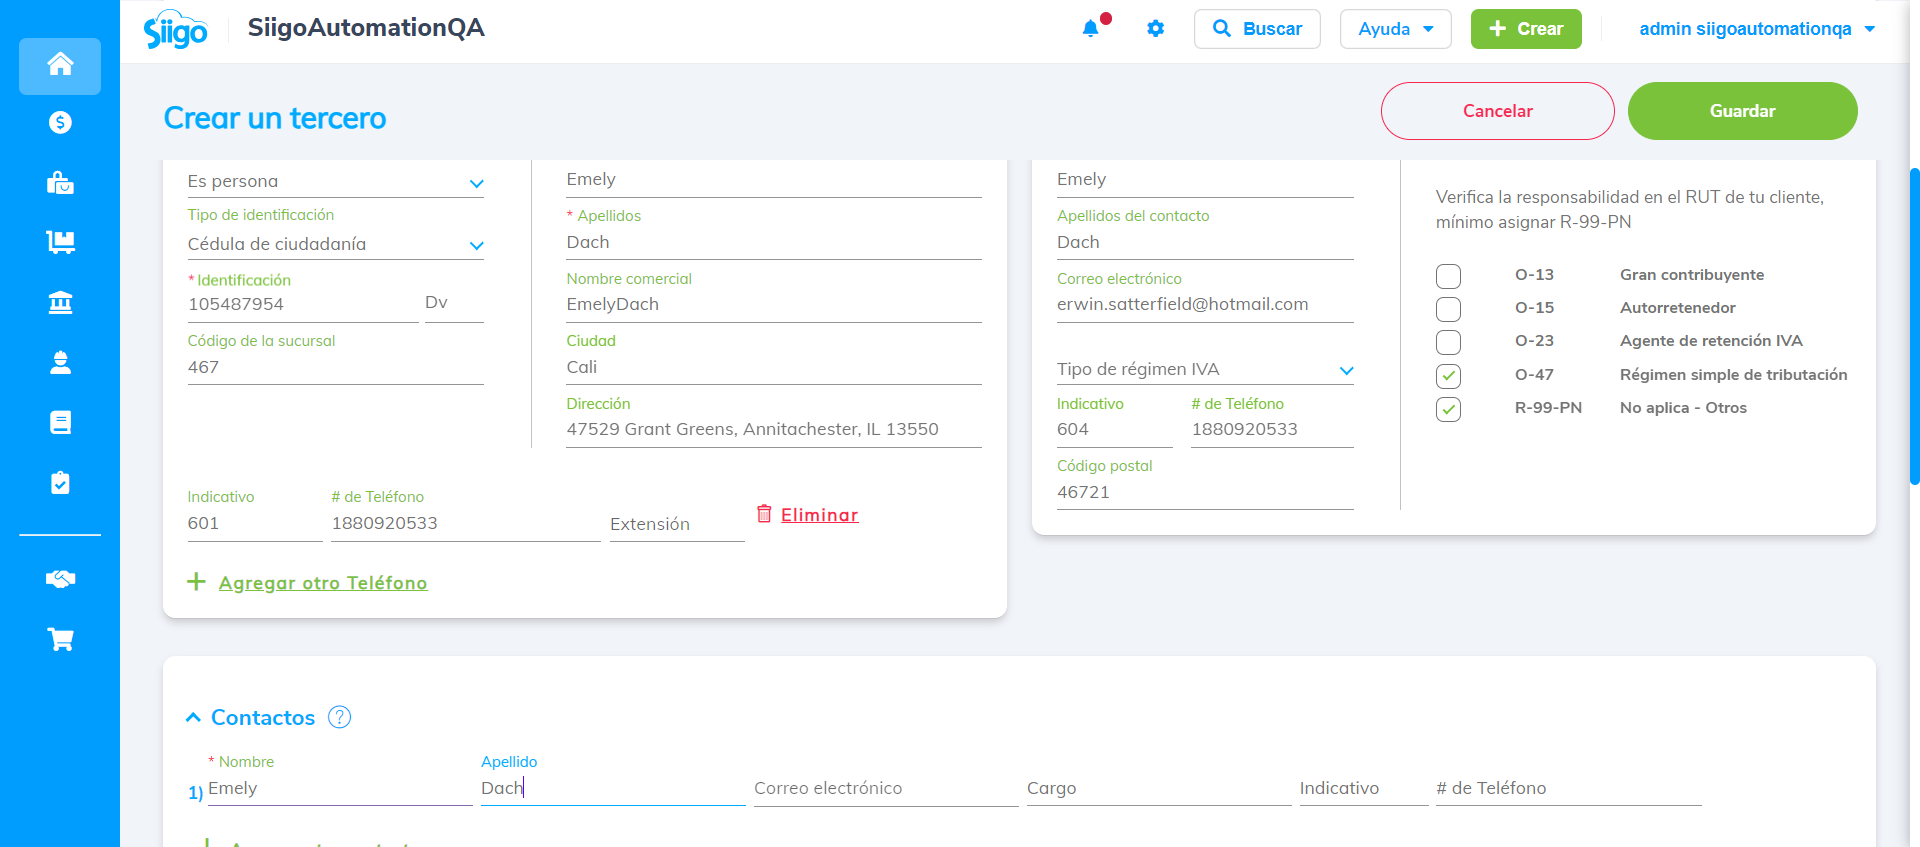 Siigo
SiigoAutomationQA
Buscar
Ayuda
Crear
admin siigoautomationqa
Crear un tercero
Cancelar
Guardar
Es persona
Tipo de identificación
Cédula de ciudadanía
* Identificación
105487954
Dv
Código de la sucursal
467
Emely
* Apellidos
Dach
Nombre comercial
EmelyDach
Ciudad
Cali
Dirección
47529 Grant Greens, Annitachester, IL 13550
Indicativo
601
# de Teléfono
1880920533
Extensión
Eliminar
Agregar otro Teléfono
Emely
Apellidos del contacto
Dach
Correo electrónico
erwin.satterfield@hotmail.com
Tipo de régimen IVA
Indicativo
604
# de Teléfono
1880920533
Código postal
46721
Verifica la responsabilidad en el RUT de tu cliente,
mínimo asignar R-99-PN
O-13 Gran contribuyente
O-15 Autorretenedor
O-23 Agente de retención IVA
O-47 Régimen simple de tributación
R-99-PN No aplica - Otros
Contactos ?
* Nombre
Apellido
1) Emely
Dach
Correo electrónico
Cargo
Indicativo
# de Teléfono